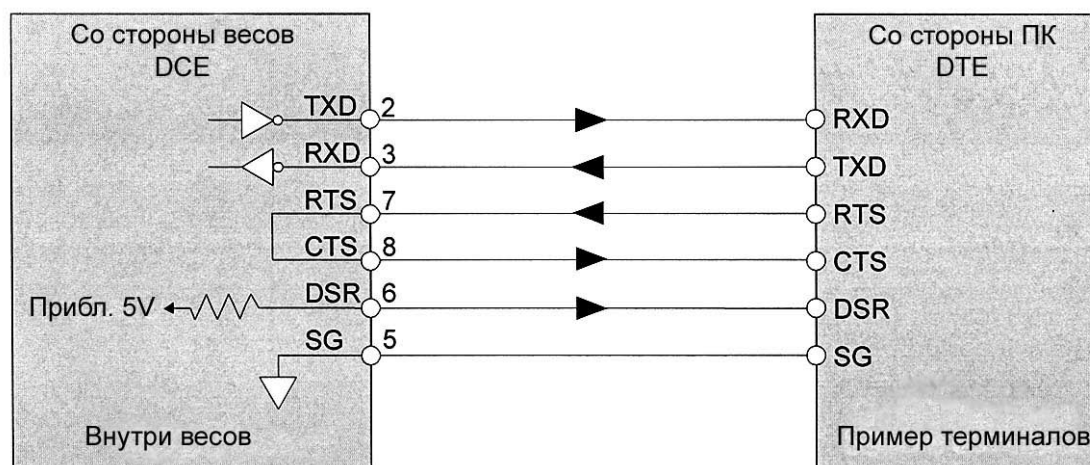 Со стороны весов
DCE
Со стороны ПК
DTE
TXD 2 RXD
RXD 3 TXD
RTS 7 RTS
CTS 8 CTS
Прибл. 5V DSR 6 DSR
SG 5 SG
Внутри весов
Пример терминалов